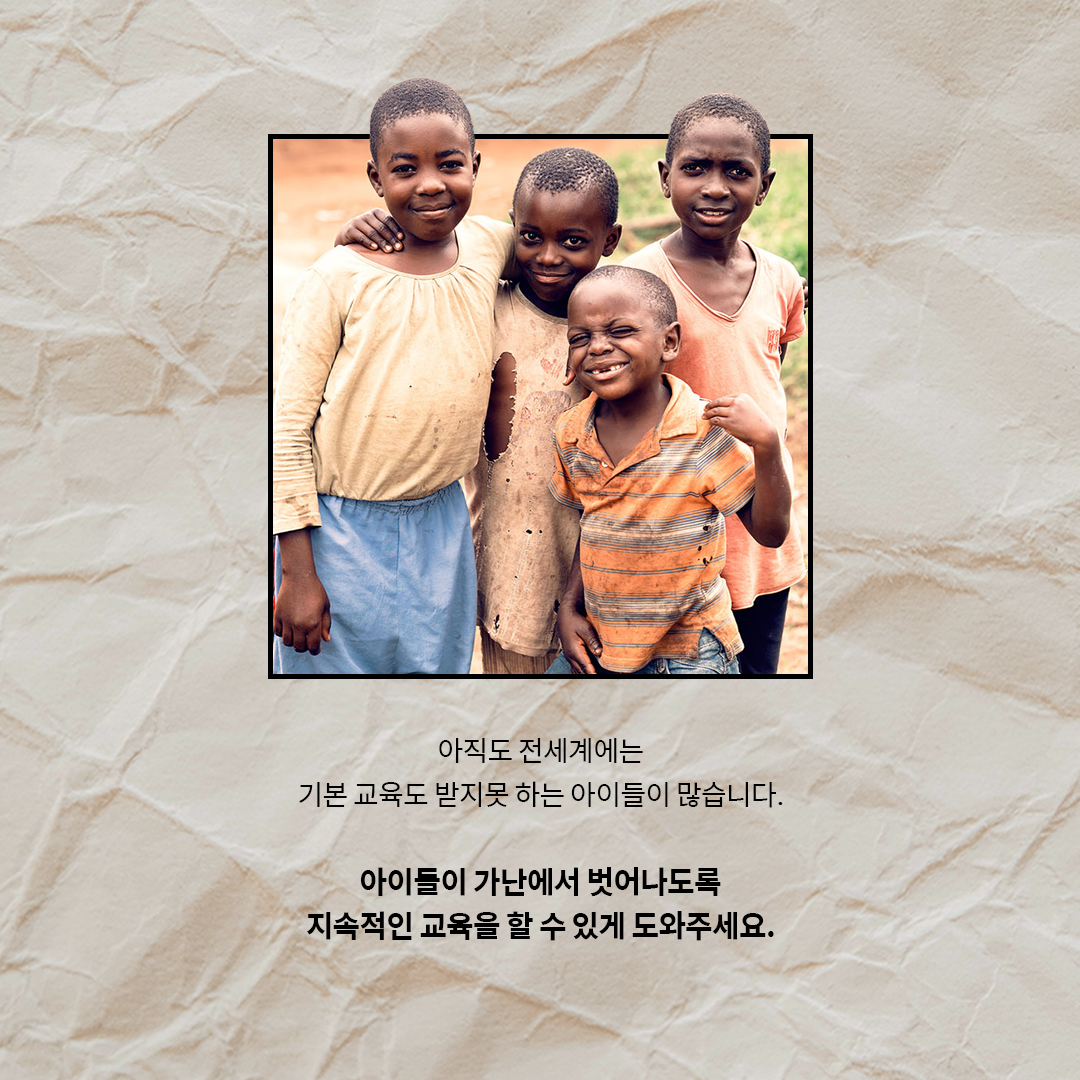 아직도 전세계에는
기본 교육도 받지못 하는 아이들이 많습니다.
아이들이 가난에서 벗어나도록
지속적인 교육을 할 수 있게 도와주세요.